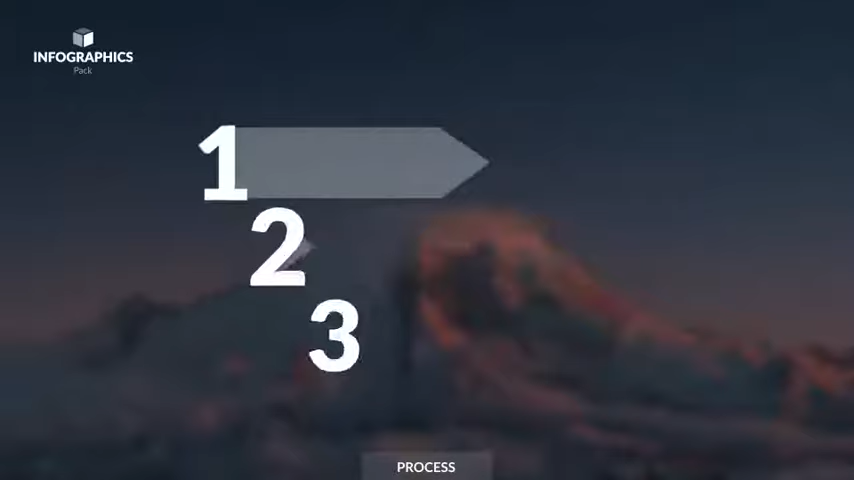 INFOGRAPHICS
Pack
1
2
3
PROCESS